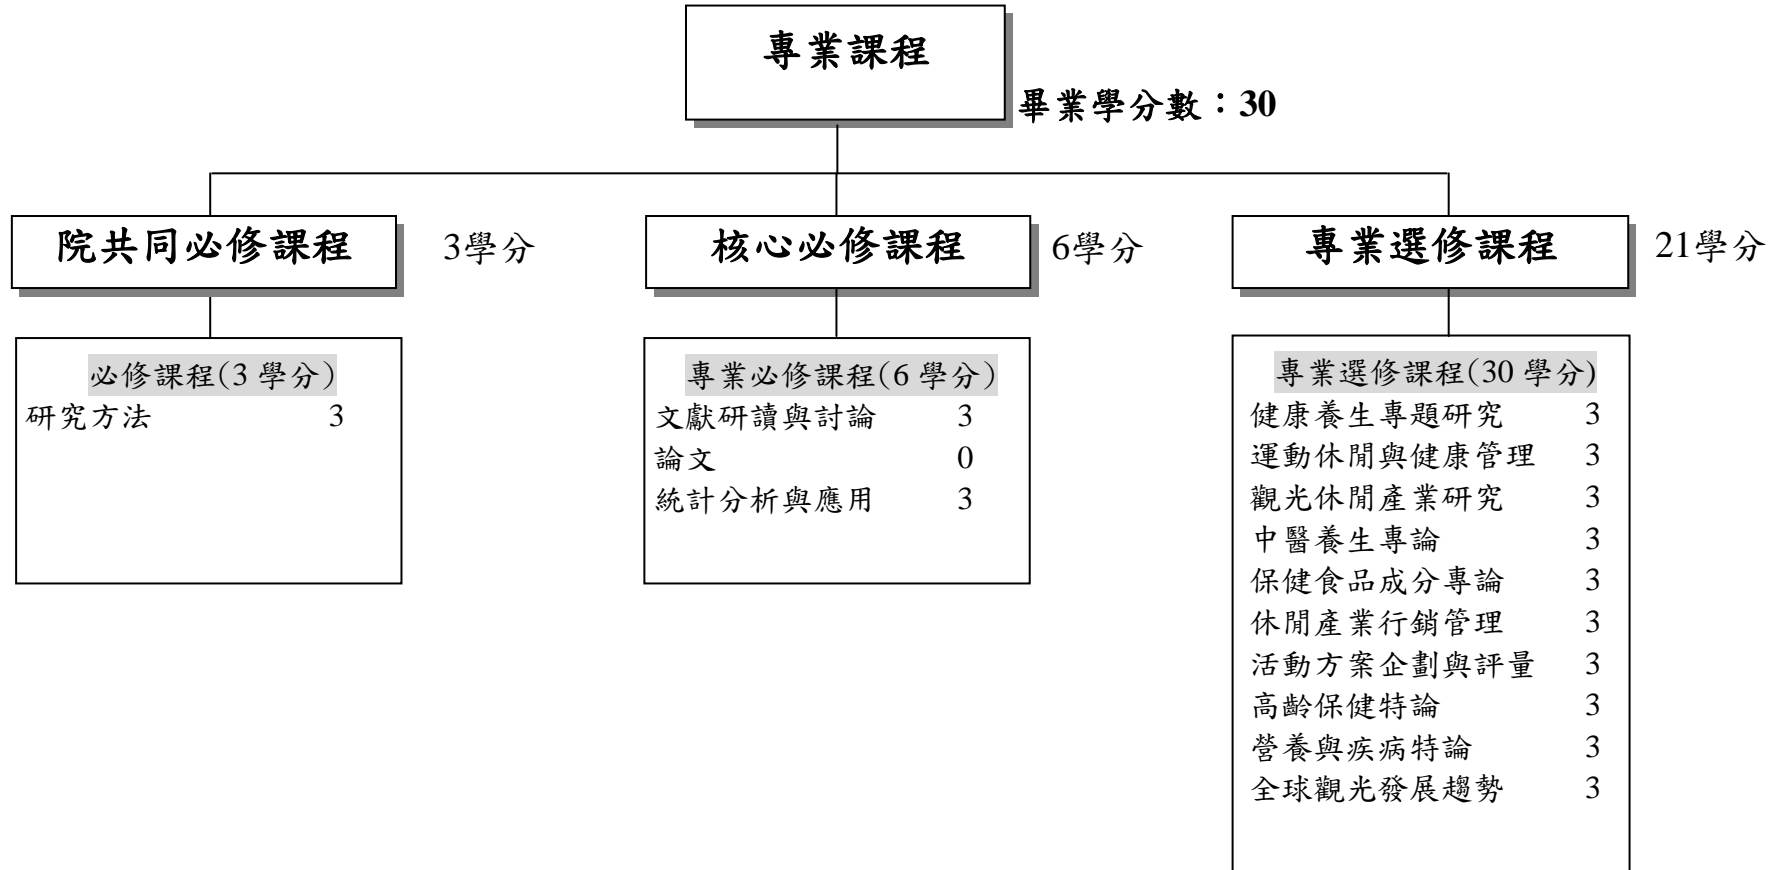 專業課程
畢業學分數：30
院共同必修課程 3學分
核心必修課程 6學分
專業選修課程 21學分
必修課程(3 學分)
研究方法 3
專業必修課程(6 學分)
文獻研讀與討論 3
論文 0
統計分析與應用 3
專業選修課程(30 學分)
健康養生專題研究 3
運動休閒與健康管理 3
觀光休閒產業研究 3
中醫養生專論 3
保健食品成分專論 3
休閒產業行銷管理 3
活動方案企劃與評量 3
高齡保健特論 3
營養與疾病特論 3
全球觀光發展趨勢 3